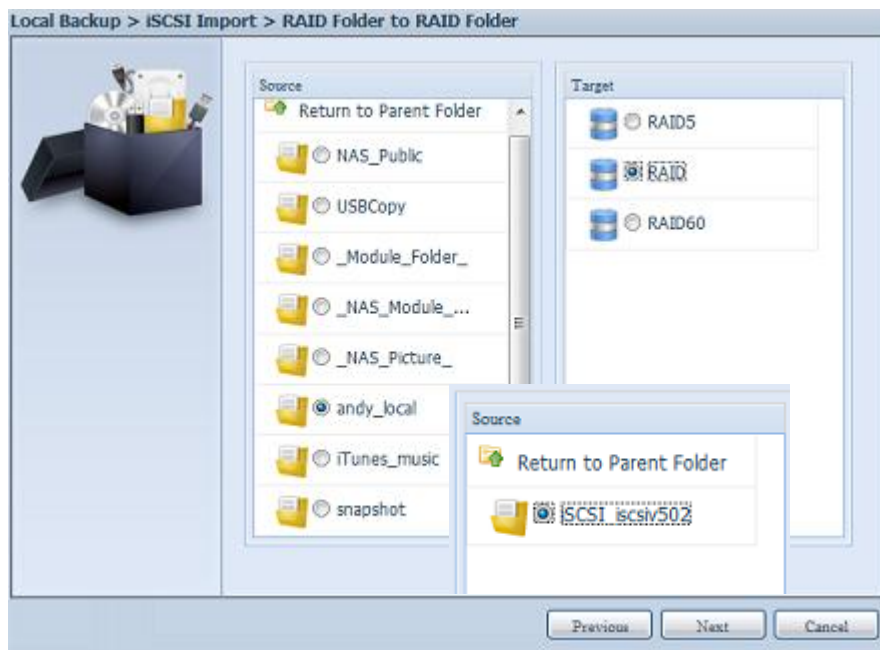 Local Backup > iSCSI Import > RAID Folder to RAID Folder
Source
Return to Parent Folder
NAS_Public
USBCopy
_Module_Folder_
_NAS_Module_...
_NAS_Picture_
andy_local
iTunes_music
snapshot
Target
RAID5
RAID
RAID60
Source
Return to Parent Folder
iSCSI_iscsiv502
Previous
Next
Cancel